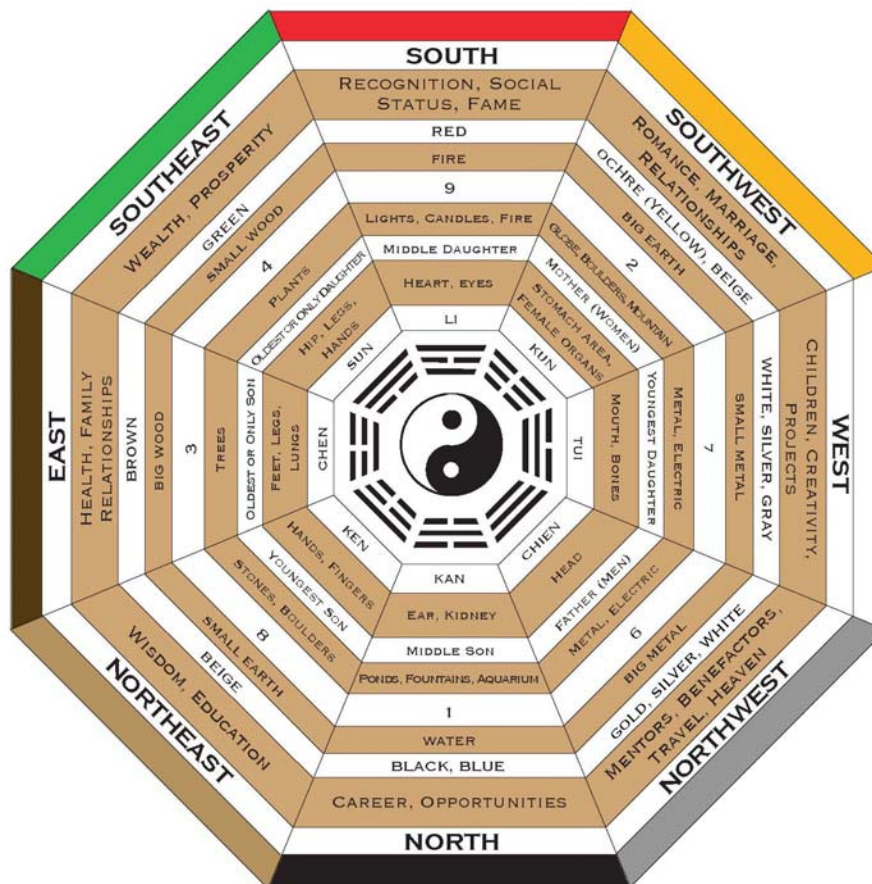 SOUTH
RECOGNITION, SOCIAL
STATUS, FAME
RED
FIRE
9
LIGHTS, CANDLES, FIRE
MIDDLE DAUGHTER
HEART, EYES
LI
SOUTHWEST
ROMANCE, MARRIAGE,
RELATIONSHIPS
OCHRE (YELLOW), BEIGE
BIG EARTH
2
GLOBE, BOULDERS, MOUNTAIN
MOTHER (WOMEN)
STOMACH AREA,
FEMALE ORGANS
KUN
WEST
CHILDREN, CREATIVITY,
PROJECTS
WHITE, SILVER, GRAY
SMALL METAL
7
METAL, ELECTRIC
YOUNGEST DAUGHTER
MOUTH, BONES
TUI
NORTHWEST
MENTORS, BENEFACTORS,
TRAVEL, HEAVEN
GOLD, SILVER, WHITE
BIG METAL
6
METAL, ELECTRIC
FATHER (MEN)
HEAD
CHIEN
KAN
EAR, KIDNEY
MIDDLE SON
PONDS, FOUNTAINS, AQUARIUM
1
WATER
BLACK, BLUE
CAREER, OPPORTUNITIES
NORTH
KEN
HANDS, FINGERS
YOUNGEST SON
STONES, BOULDERS
8
SMALL EARTH
BEIGE
WISDOM, EDUCATION
NORTHEAST
EAST
HEALTH, FAMILY
RELATIONSHIPS
BROWN
BIG WOOD
3
TREES
OLDEST OR ONLY SON
FEET, LEGS,
LUNGS
CHEN
SOUTHEAST
WEALTH, PROSPERITY
GREEN
SMALL WOOD
4
PLANTS
OLDEST OR ONLY DAUGHTER
HIP, LEGS,
HANDS
SUN